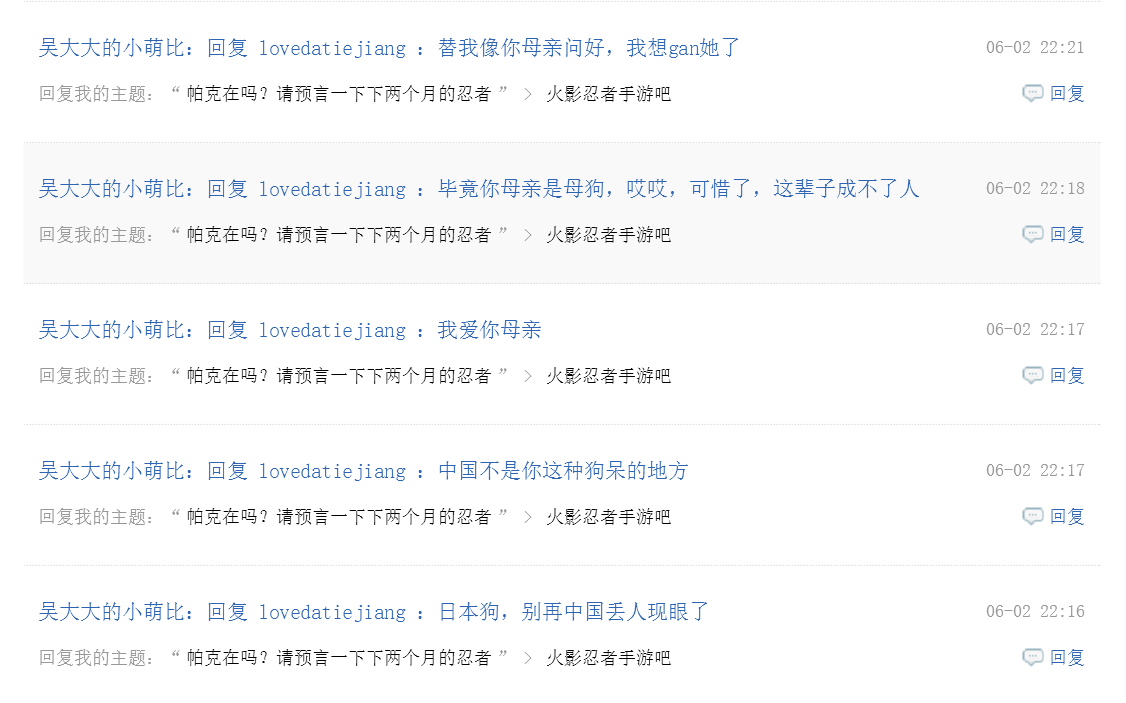 吴大大的小萌比：回复 lovedatiejiang ：替我像你母亲问好，我想gan她了 06-02 22:21
回复我的主题：“帕克在吗？请预言一下下两个月的忍者” > 火影忍者手游吧 回复
吴大大的小萌比：回复 lovedatiejiang ：毕竟你母亲是母狗，哎哎，可惜了，这辈子成不了人 06-02 22:18
回复我的主题：“帕克在吗？请预言一下下两个月的忍者” > 火影忍者手游吧 回复
吴大大的小萌比：回复 lovedatiejiang ：我爱你母亲 06-02 22:17
回复我的主题：“帕克在吗？请预言一下下两个月的忍者” > 火影忍者手游吧 回复
吴大大的小萌比：回复 lovedatiejiang ：中国不是你这种狗呆的地方 06-02 22:17
回复我的主题：“帕克在吗？请预言一下下两个月的忍者” > 火影忍者手游吧 回复
吴大大的小萌比：回复 lovedatiejiang ：日本狗，别再中国丢人现眼了 06-02 22:16
回复我的主题：“帕克在吗？请预言一下下两个月的忍者” > 火影忍者手游吧 回复